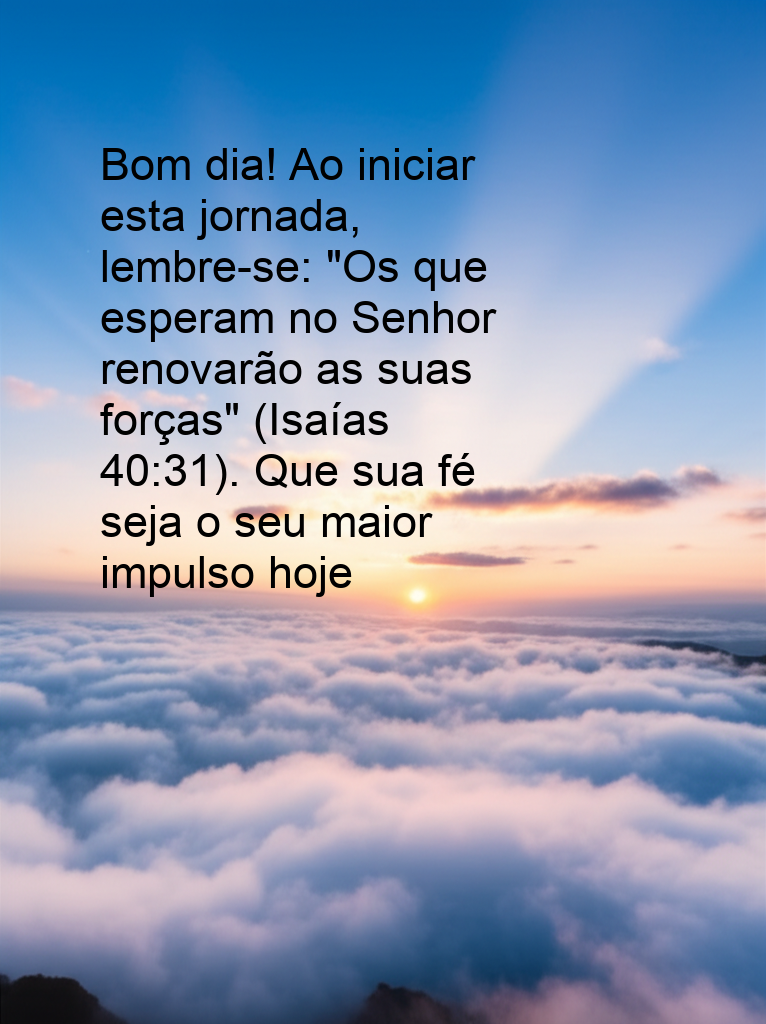 Bom dia! Ao iniciar
esta jornada,
lembre-se: "Os que
esperam no Senhor
renovarão as suas
forças" (Isaías
40:31). Que sua fé
seja o seu maior
impulso hoje